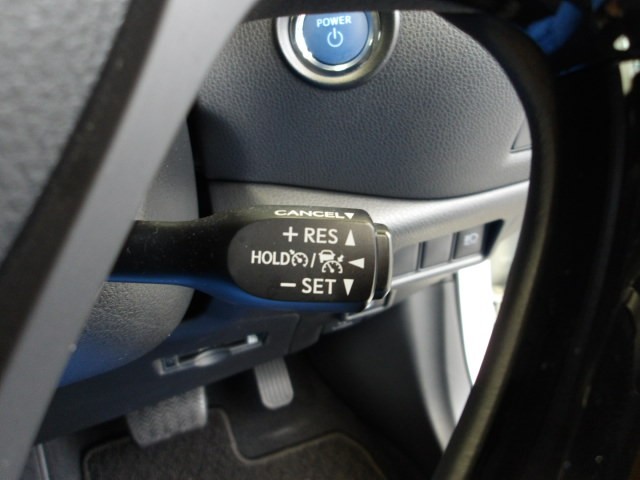 POWER
CANCEL▼
+ RES ▲
HOLD / ◄
− SET ▼